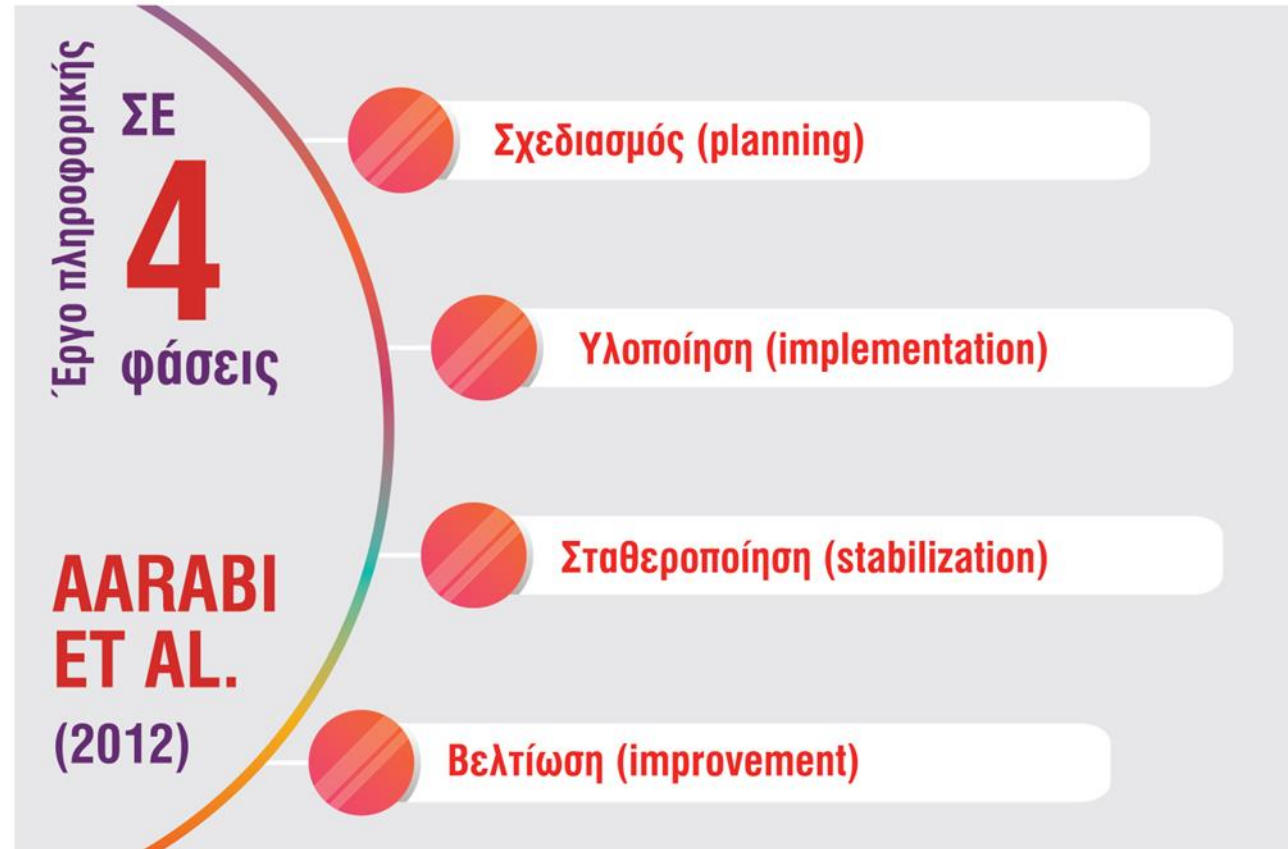 Έργο πληροφορικής
ΣΕ
4
φάσεις
AARABI
ET AL.
(2012)
Σχεδιασμός (planning)
Υλοποίηση (implementation)
Σταθεροποίηση (stabilization)
Βελτίωση (improvement)